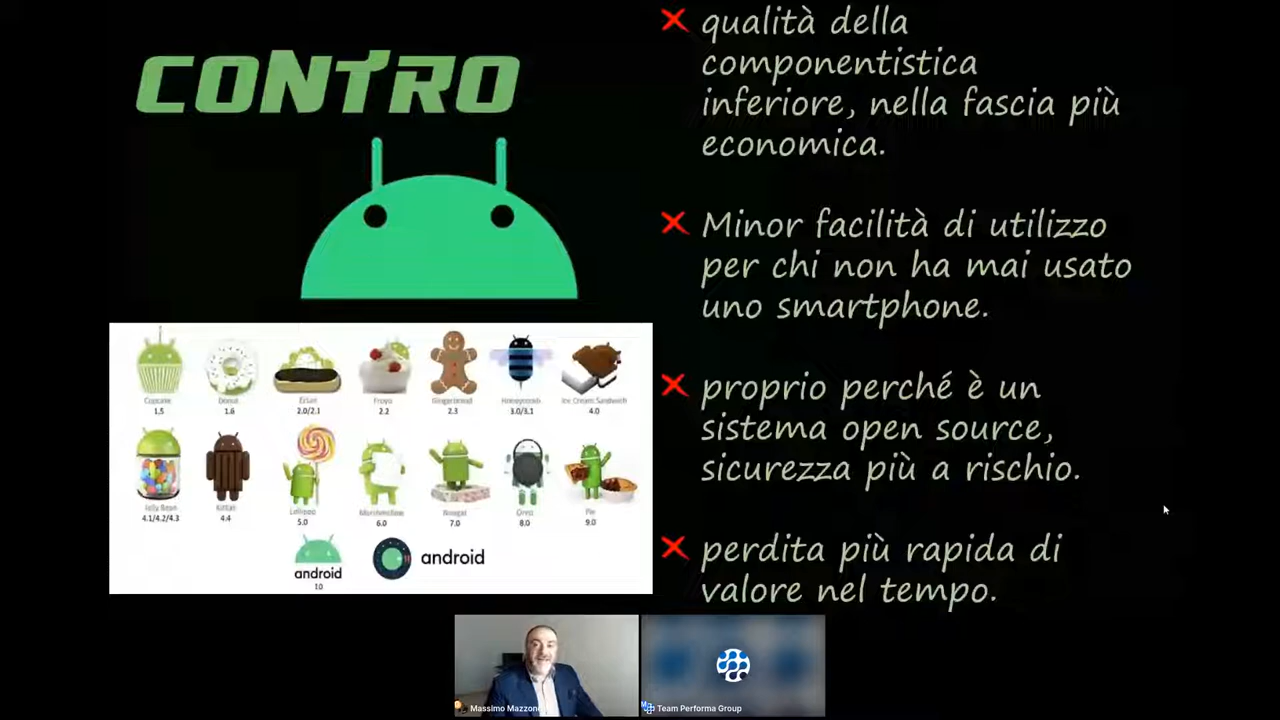 CONTRO
qualità della
componentistica
inferiore, nella fascia più
economica.
Minor facilità di utilizzo
per chi non ha mai usato
uno smartphone.
proprio perché è un
sistema open source,
sicurezza più a rischio.
perdita più rapida di
valore nel tempo.
Cupcake Donut Eclair Froyo Gingerbread Honeycomb Ice Cream Sandwich
1.5 1.6 2.0/2.1 2.2 2.3 3.0/3.1 4.0
Jelly Bean KitKat Lollipop Marshmallow Nougat Oreo Pie
4.1/4.2/4.3 4.4 5.0 6.0 7.0 8.0 9.0
android
10
android
Massimo Mazzon
Team Performa Group